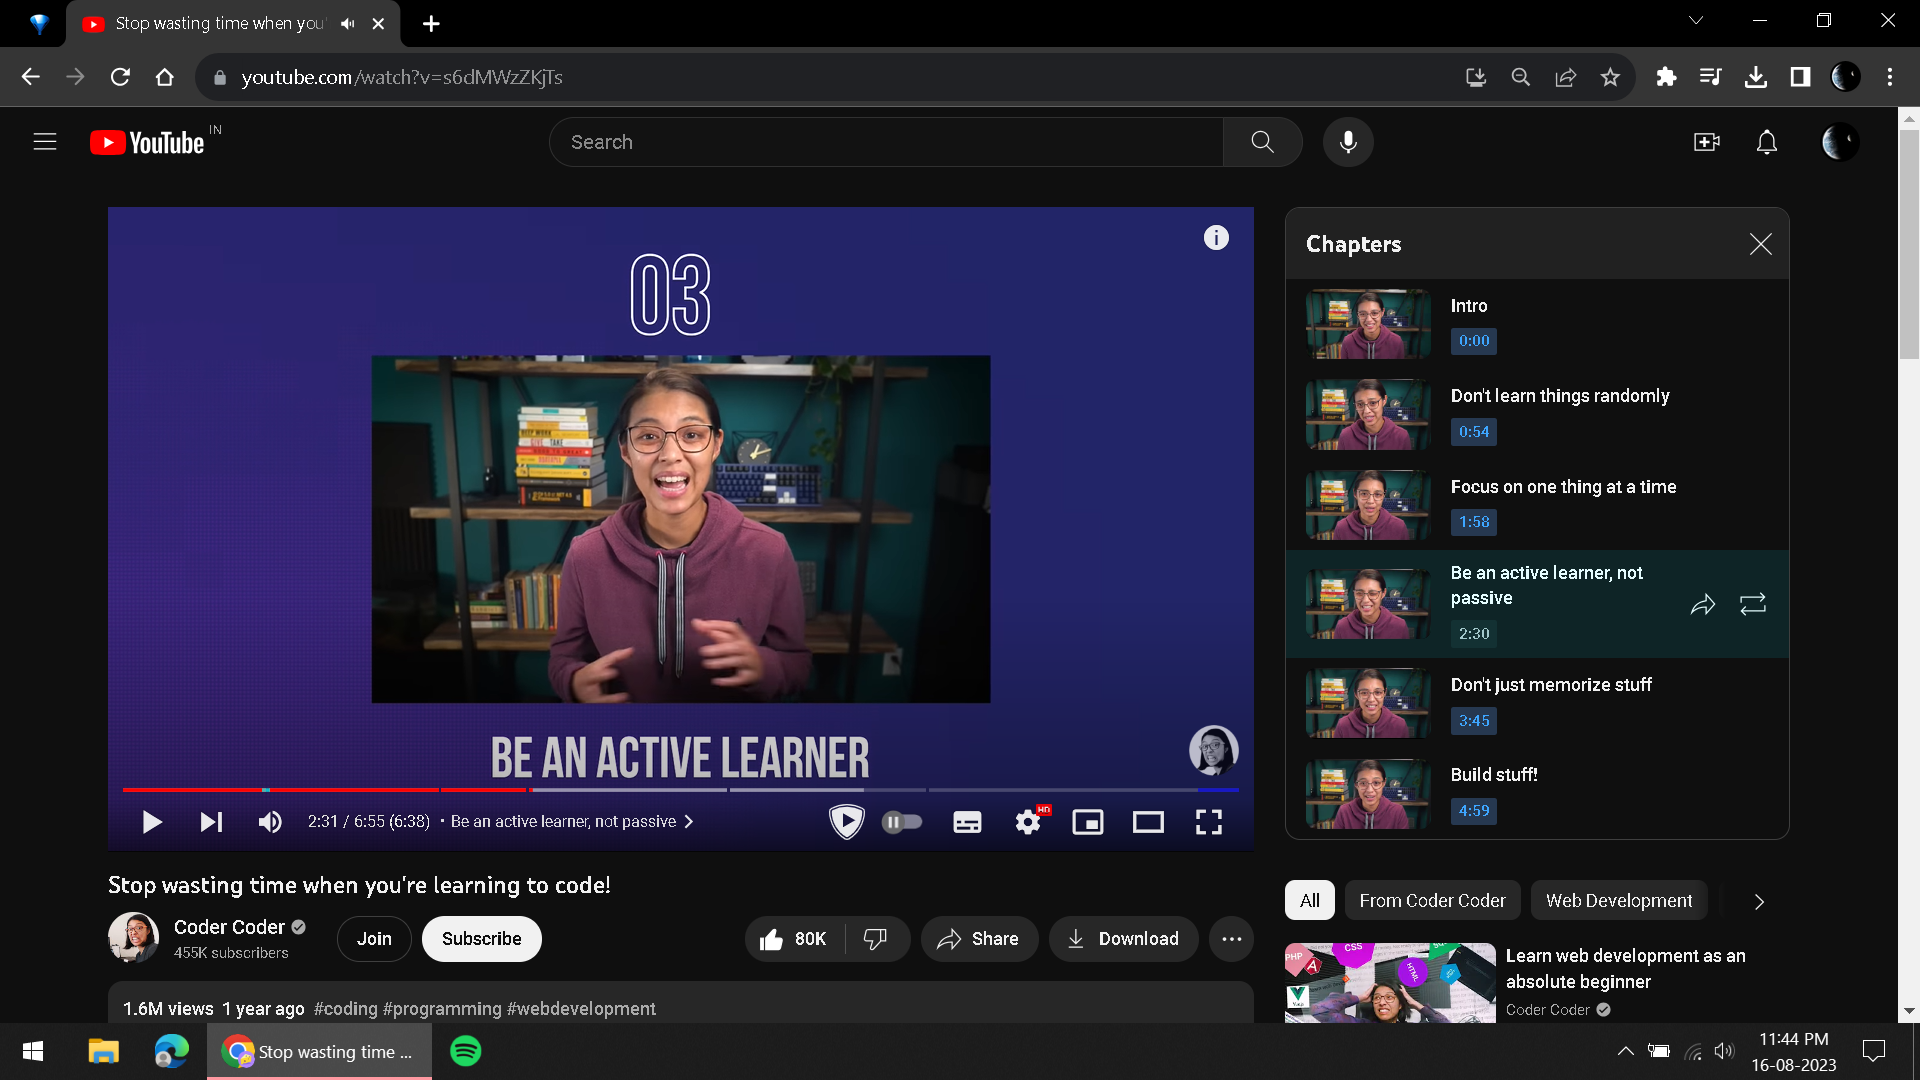 Stop wasting time when you'
youtube.com/watch?v=s6dMWzZKjTs
YouTube IN
Search
03
BE AN ACTIVE LEARNER
2:31 / 6:55 (6:38) • Be an active learner, not passive
HD
Chapters
Intro
0:00
Don't learn things randomly
0:54
Focus on one thing at a time
1:58
Be an active learner, not
passive
2:30
Don't just memorize stuff
3:45
Build stuff!
4:59
Stop wasting time when you're learning to code!
Coder Coder
455K subscribers
Join
Subscribe
80K
Share
Download
1.6M views 1 year ago #coding #programming #webdevelopment
All
From Coder Coder
Web Development
PHP
CSS
HTML
Learn web development as an
absolute beginner
Coder Coder
Stop wasting time ...
11:44 PM
16-08-2023